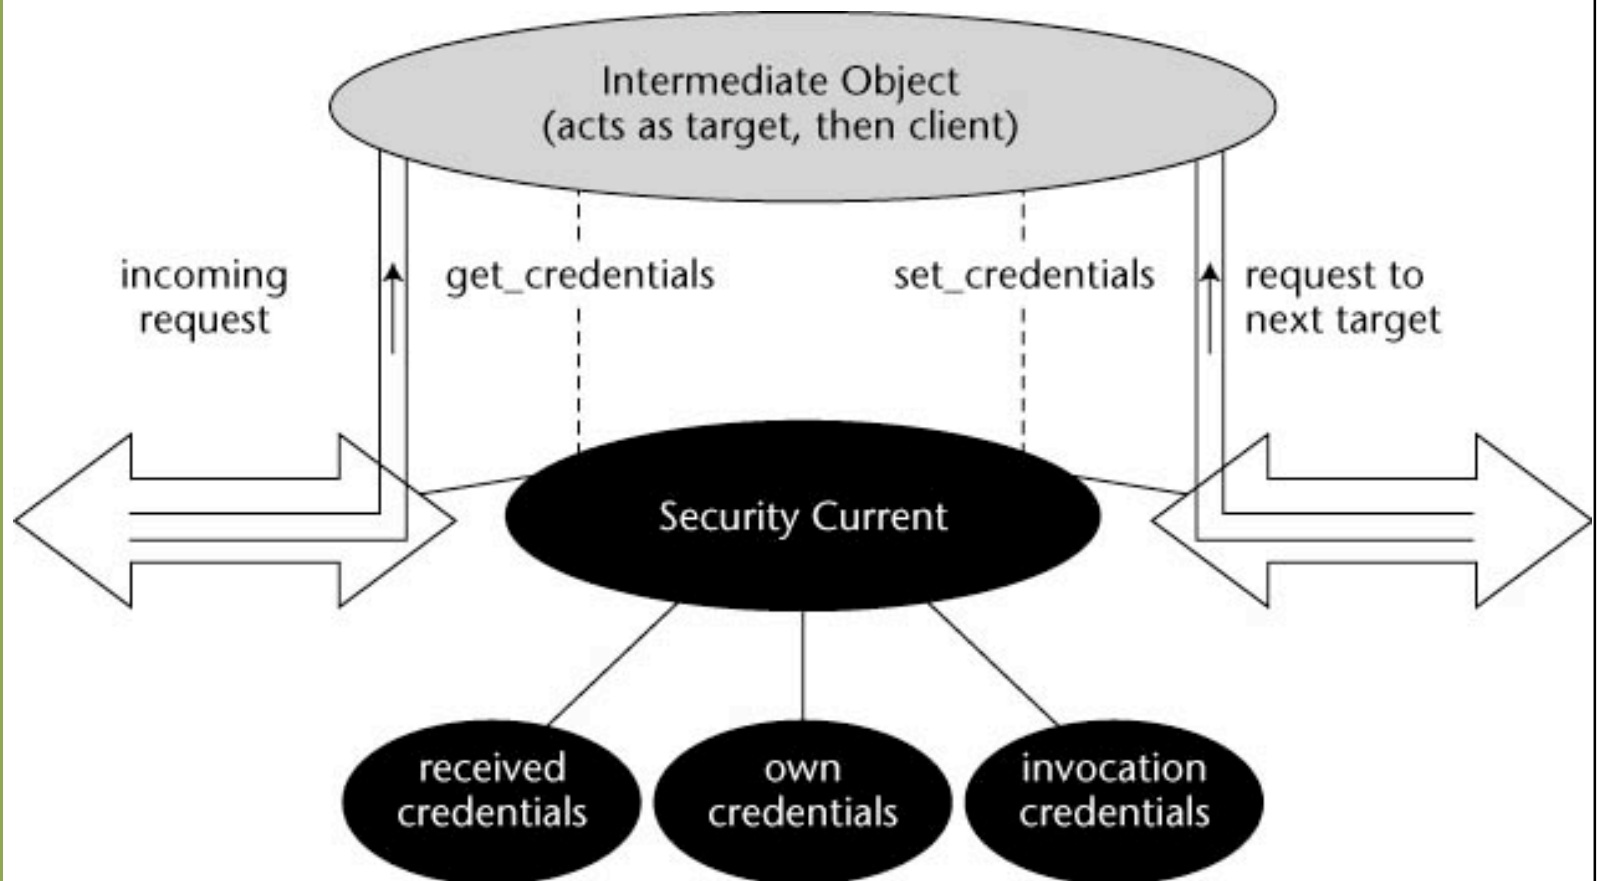 Intermediate Object
(acts as target, then client)
incoming
request
get_credentials
set_credentials
request to
next target
Security Current
received
credentials
own
credentials
invocation
credentials